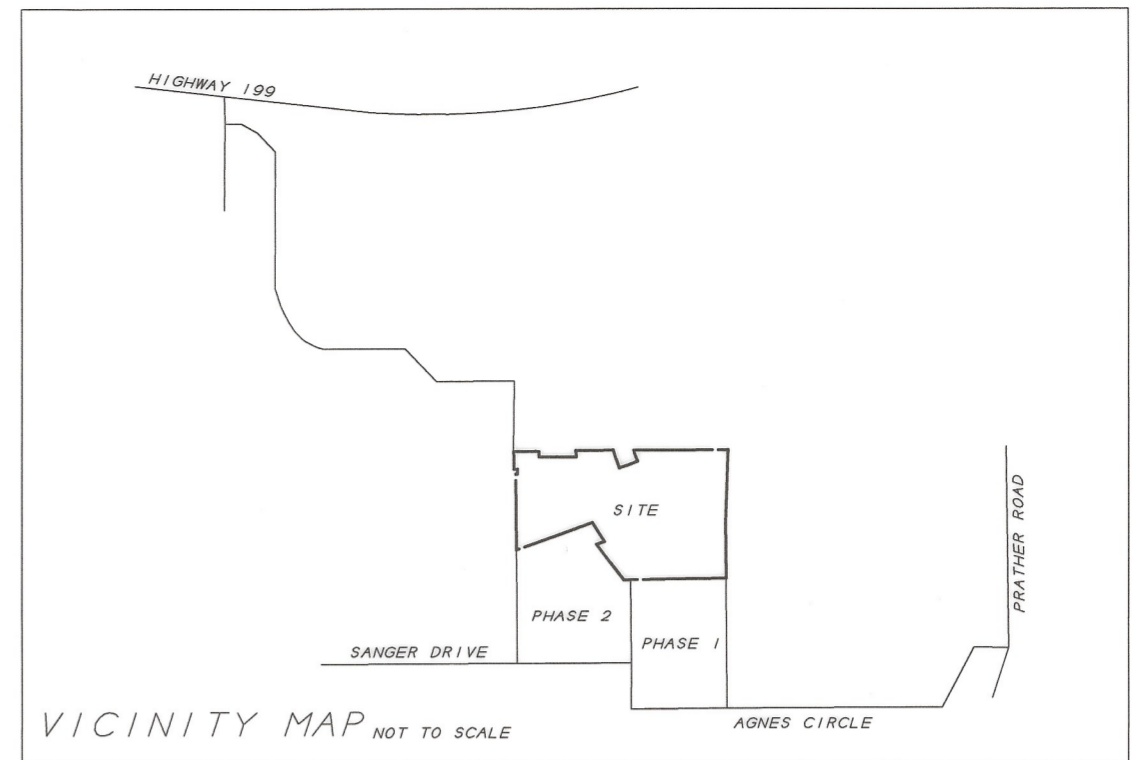 HIGHWAY 199
SITE
PRATHER ROAD
PHASE 2
PHASE 1
SANGER DRIVE
VICINITY MAP NOT TO SCALE
AGNES CIRCLE